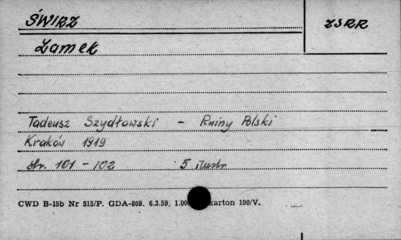 ŚWIRZ ZSRR
Zamek
Tadeusz Szydłowski - Ruiny Polski
Kraków 1919
str. 101 - 102 5 ilustr.
CWD B-15b Nr 515/P. GDA-809. 6.3.59. 1.00 karton 180/V.